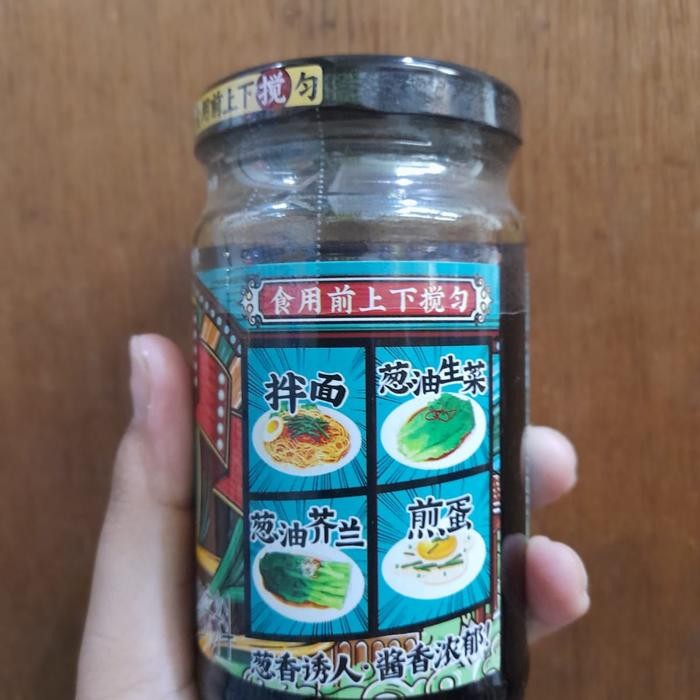 用前上下搅匀
食用前上下搅匀
拌面
葱油生菜
葱油芥兰
煎蛋
葱香诱人·酱香浓郁!